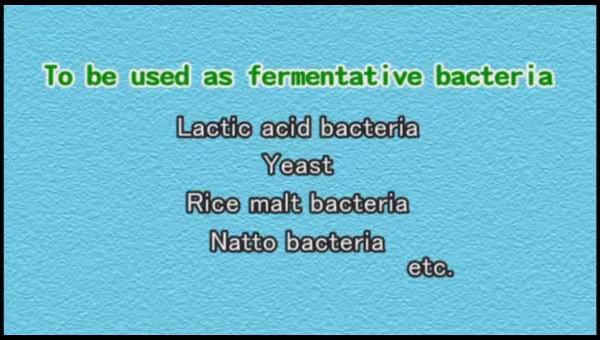 To be used as fermentative bacteria
Lactic acid bacteria
Yeast
Rice malt bacteria
Natto bacteria
etc.